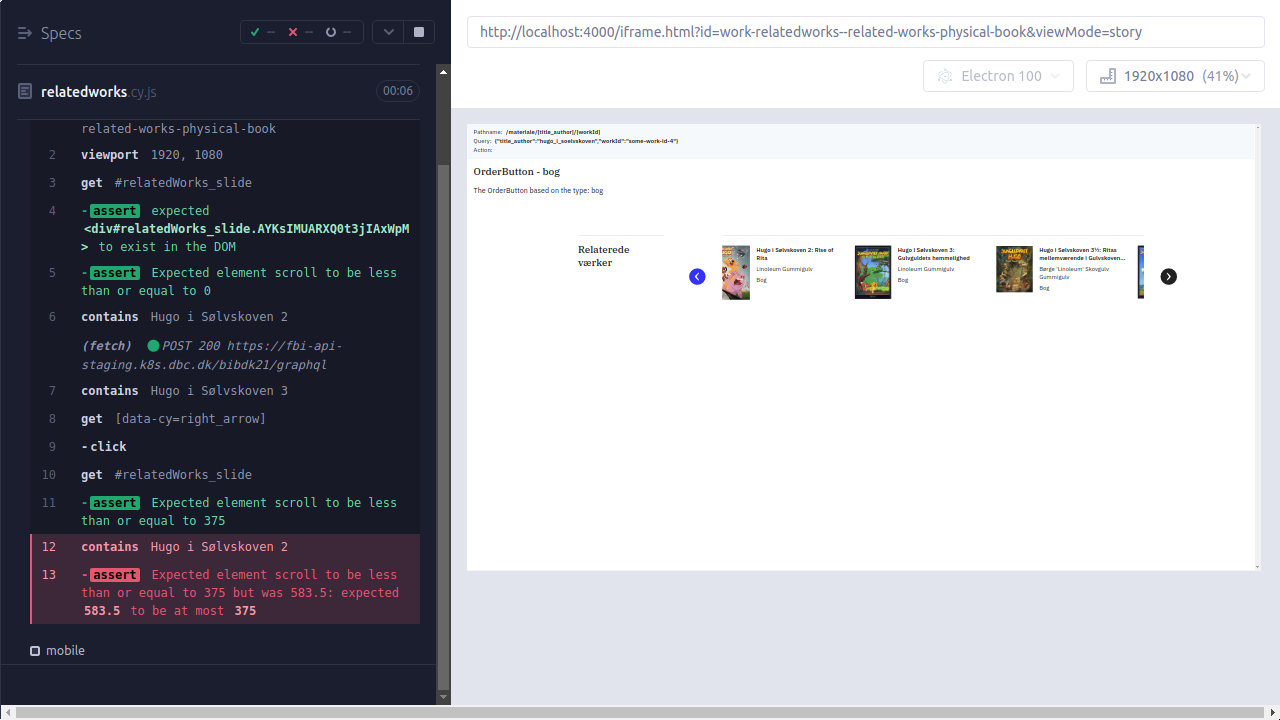 Specs
-- -- --
relatedworks.cy.js 00:06
related-works-physical-book
2 viewport 1920, 1080
3 get #relatedWorks_slide
4 -assert expected
<div#relatedWorks_slide.AYKsIMUARXQ0t3jIAxWpM
> to exist in the DOM
5 -assert Expected element scroll to be less
than or equal to 0
6 contains Hugo i Sølvskoven 2
(fetch) POST 200 https://fbi-api-
staging.k8s.dbc.dk/bibdk21/graphql
7 contains Hugo i Sølvskoven 3
8 get [data-cy=right_arrow]
9 -click
10 get #relatedWorks_slide
11 -assert Expected element scroll to be less
than or equal to 375
12 contains Hugo i Sølvskoven 2
13 -assert Expected element scroll to be less
than or equal to 375 but was 583.5: expected
583.5 to be at most 375
mobile
http://localhost:4000/iframe.html?id=work-relatedworks--related-works-physical-book&viewMode=story
Electron 100
1920x1080 (41%)
Pathname: /materiale/[title_author]/[workId]
Query: {"title_author":"hugo_i_soelvskoven","workId":"some-work-id-4"}
Action:
OrderButton - bog
The OrderButton based on the type: bog
Relaterede
værker
Hugo i Sølvskoven 2: Rise of
Rita
Linoleum Gummigulv
Bog
Hugo i Sølvskoven 3:
Gulvguldets hemmelighed
Linoleum Gummigulv
Bog
Hugo i Sølvskoven 3½: Ritas
mellemværende i Gulvskoven...
Børge 'Linoleum' Skovgulv
Gummigulv
Bog